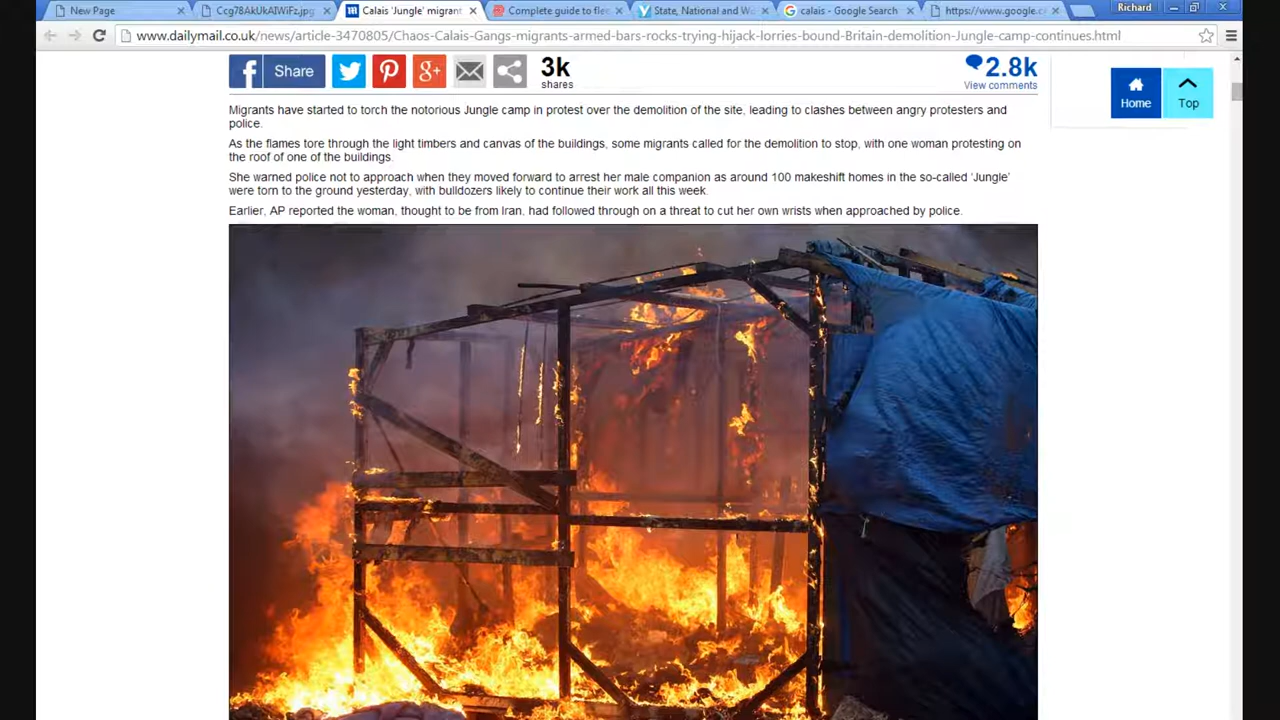 New Page
Ccg78AkUkAIWiFz.jpg
Calais 'Jungle' migrant
Complete guide to fle
State, National and W
calais - Google Search
https://www.google.c
Richard
www.dailymail.co.uk/news/article-3470805/Chaos-Calais-Gangs-migrants-armed-bars-rocks-trying-hijack-lorries-bound-Britain-demolition-Jungle-camp-continues.html
f Share
g+
3k
shares
2.8k
View comments
Home
Top
Migrants have started to torch the notorious Jungle camp in protest over the demolition of the site, leading to clashes between angry protesters and
police.
As the flames tore through the light timbers and canvas of the buildings, some migrants called for the demolition to stop, with one woman protesting on
the roof of one of the buildings.
She warned police not to approach when they moved forward to arrest her male companion as around 100 makeshift homes in the so-called 'Jungle'
were torn to the ground yesterday, with bulldozers likely to continue their work all this week.
Earlier, AP reported the woman, thought to be from Iran, had followed through on a threat to cut her own wrists when approached by police.